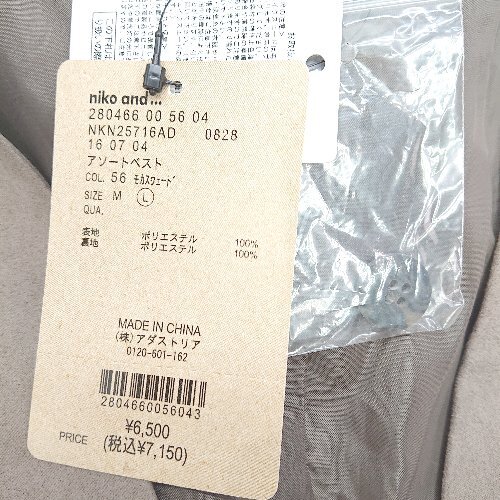 niko and...
280466 00 56 04
NKN25716AD 0828
16 07 04
アソートベスト
COL. 56 モカスウェード
SIZE M L
QUA.
表地 ポリエステル 100%
裏地 ポリエステル 100%
MADE IN CHINA
(株)アダストリア
0120-601-162
2804660056043
¥6,500
PRICE (税込¥7,150)